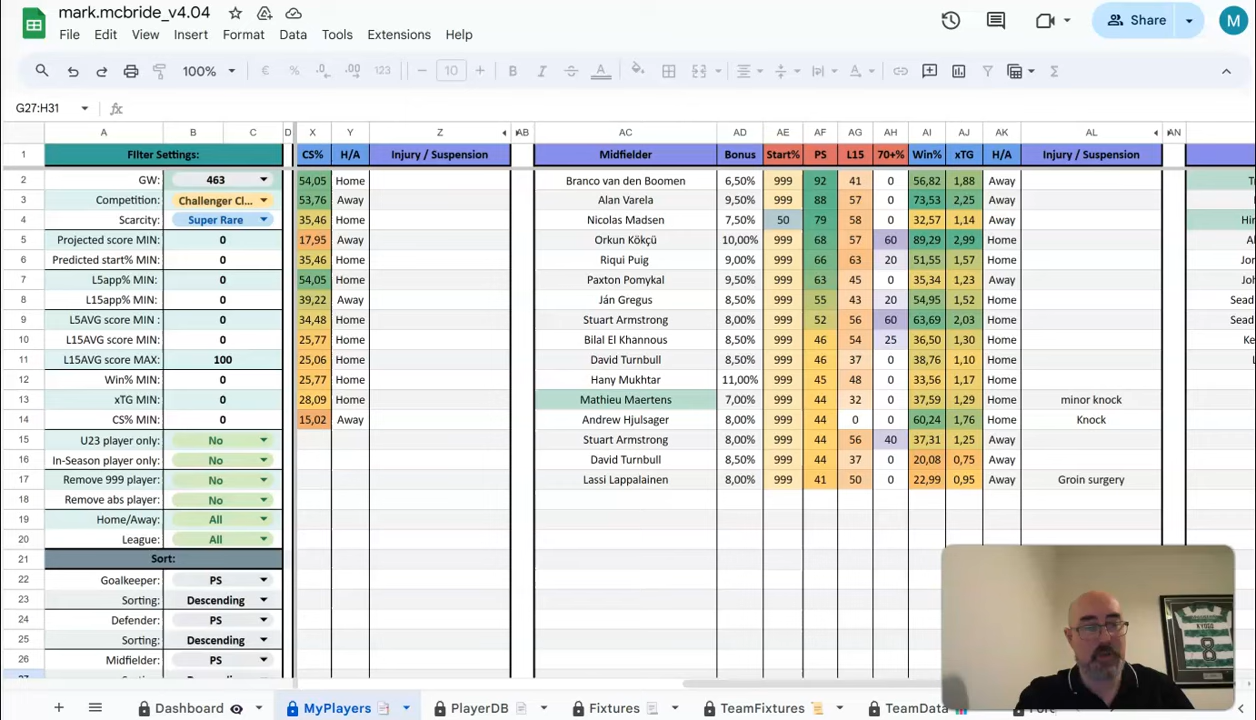 mark.mcbride_v4.04
File Edit View Insert Format Data Tools Extensions Help
Share
M
100% € % .0 .00 123 10 B I A
G27:H31 fx
A B C D X Y Z AB AC AD AE AF AG AH AI AJ AK AL AN
1 Filter Settings: CS% H/A Injury / Suspension Midfielder Bonus Start% PS L15 70+% Win% xTG H/A Injury / Suspension
2 GW: 463 54,05 Home Branco van den Boomen 6,50% 999 92 41 0 56,82 1,88 Away
3 Competition: Challenger Cl... 53,76 Away Alan Varela 9,50% 999 88 57 0 73,53 2,25 Away
4 Scarcity: Super Rare 35,46 Home Nicolas Madsen 7,50% 50 79 58 0 32,57 1,14 Away
5 Projected score MIN: 0 17,95 Away Orkun Kökçü 10,00% 999 68 57 60 89,29 2,99 Home
6 Predicted start% MIN: 0 35,46 Home Riqui Puig 9,00% 999 66 63 20 51,55 1,57 Home
7 L5app% MIN: 0 54,05 Home Paxton Pomykal 9,50% 999 63 45 0 35,34 1,23 Away
8 L15app% MIN: 0 39,22 Away Ján Gregus 8,50% 999 55 43 20 54,95 1,52 Home
9 L5AVG score MIN : 0 34,48 Home Stuart Armstrong 8,00% 999 52 56 60 63,69 2,03 Home
10 L15AVG score MIN: 0 25,77 Home Bilal El Khannous 8,50% 999 46 54 25 36,50 1,30 Home
11 L15AVG score MAX: 100 25,06 Home David Turnbull 8,50% 999 46 37 0 38,76 1,10 Home
12 Win% MIN: 0 25,77 Home Hany Mukhtar 11,00% 999 45 48 0 33,56 1,17 Home
13 xTG MIN: 0 28,09 Home Mathieu Maertens 7,00% 999 44 32 0 37,59 1,29 Home minor knock
14 CS% MIN: 0 15,02 Away Andrew Hjulsager 8,00% 999 44 0 0 60,24 1,76 Home Knock
15 U23 player only: No Stuart Armstrong 8,00% 999 44 56 40 37,31 1,25 Away
16 In-Season player only: No David Turnbull 8,50% 999 44 37 0 20,08 0,75 Away
17 Remove 999 player: No Lassi Lappalainen 8,00% 999 41 50 0 22,99 0,95 Away Groin surgery
18 Remove abs player: No
19 Home/Away: All
20 League: All
21 Sort:
22 Goalkeeper: PS
23 Sorting: Descending
24 Defender: PS
25 Sorting: Descending
26 Midfielder: PS
KYOGO
8
Dashboard MyPlayers PlayerDB Fixtures TeamFixtures TeamData